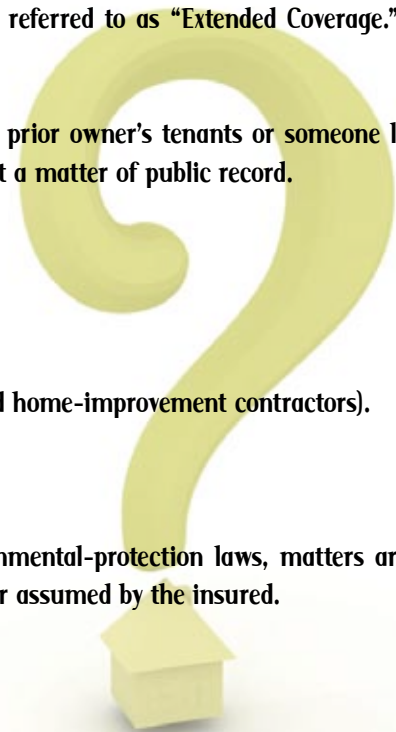 referred to as “Extended Coverage.”
prior owner’s tenants or someone
t a matter of public record.
home-improvement contractors).
nmental-protection laws, matters
r assumed by the insured.